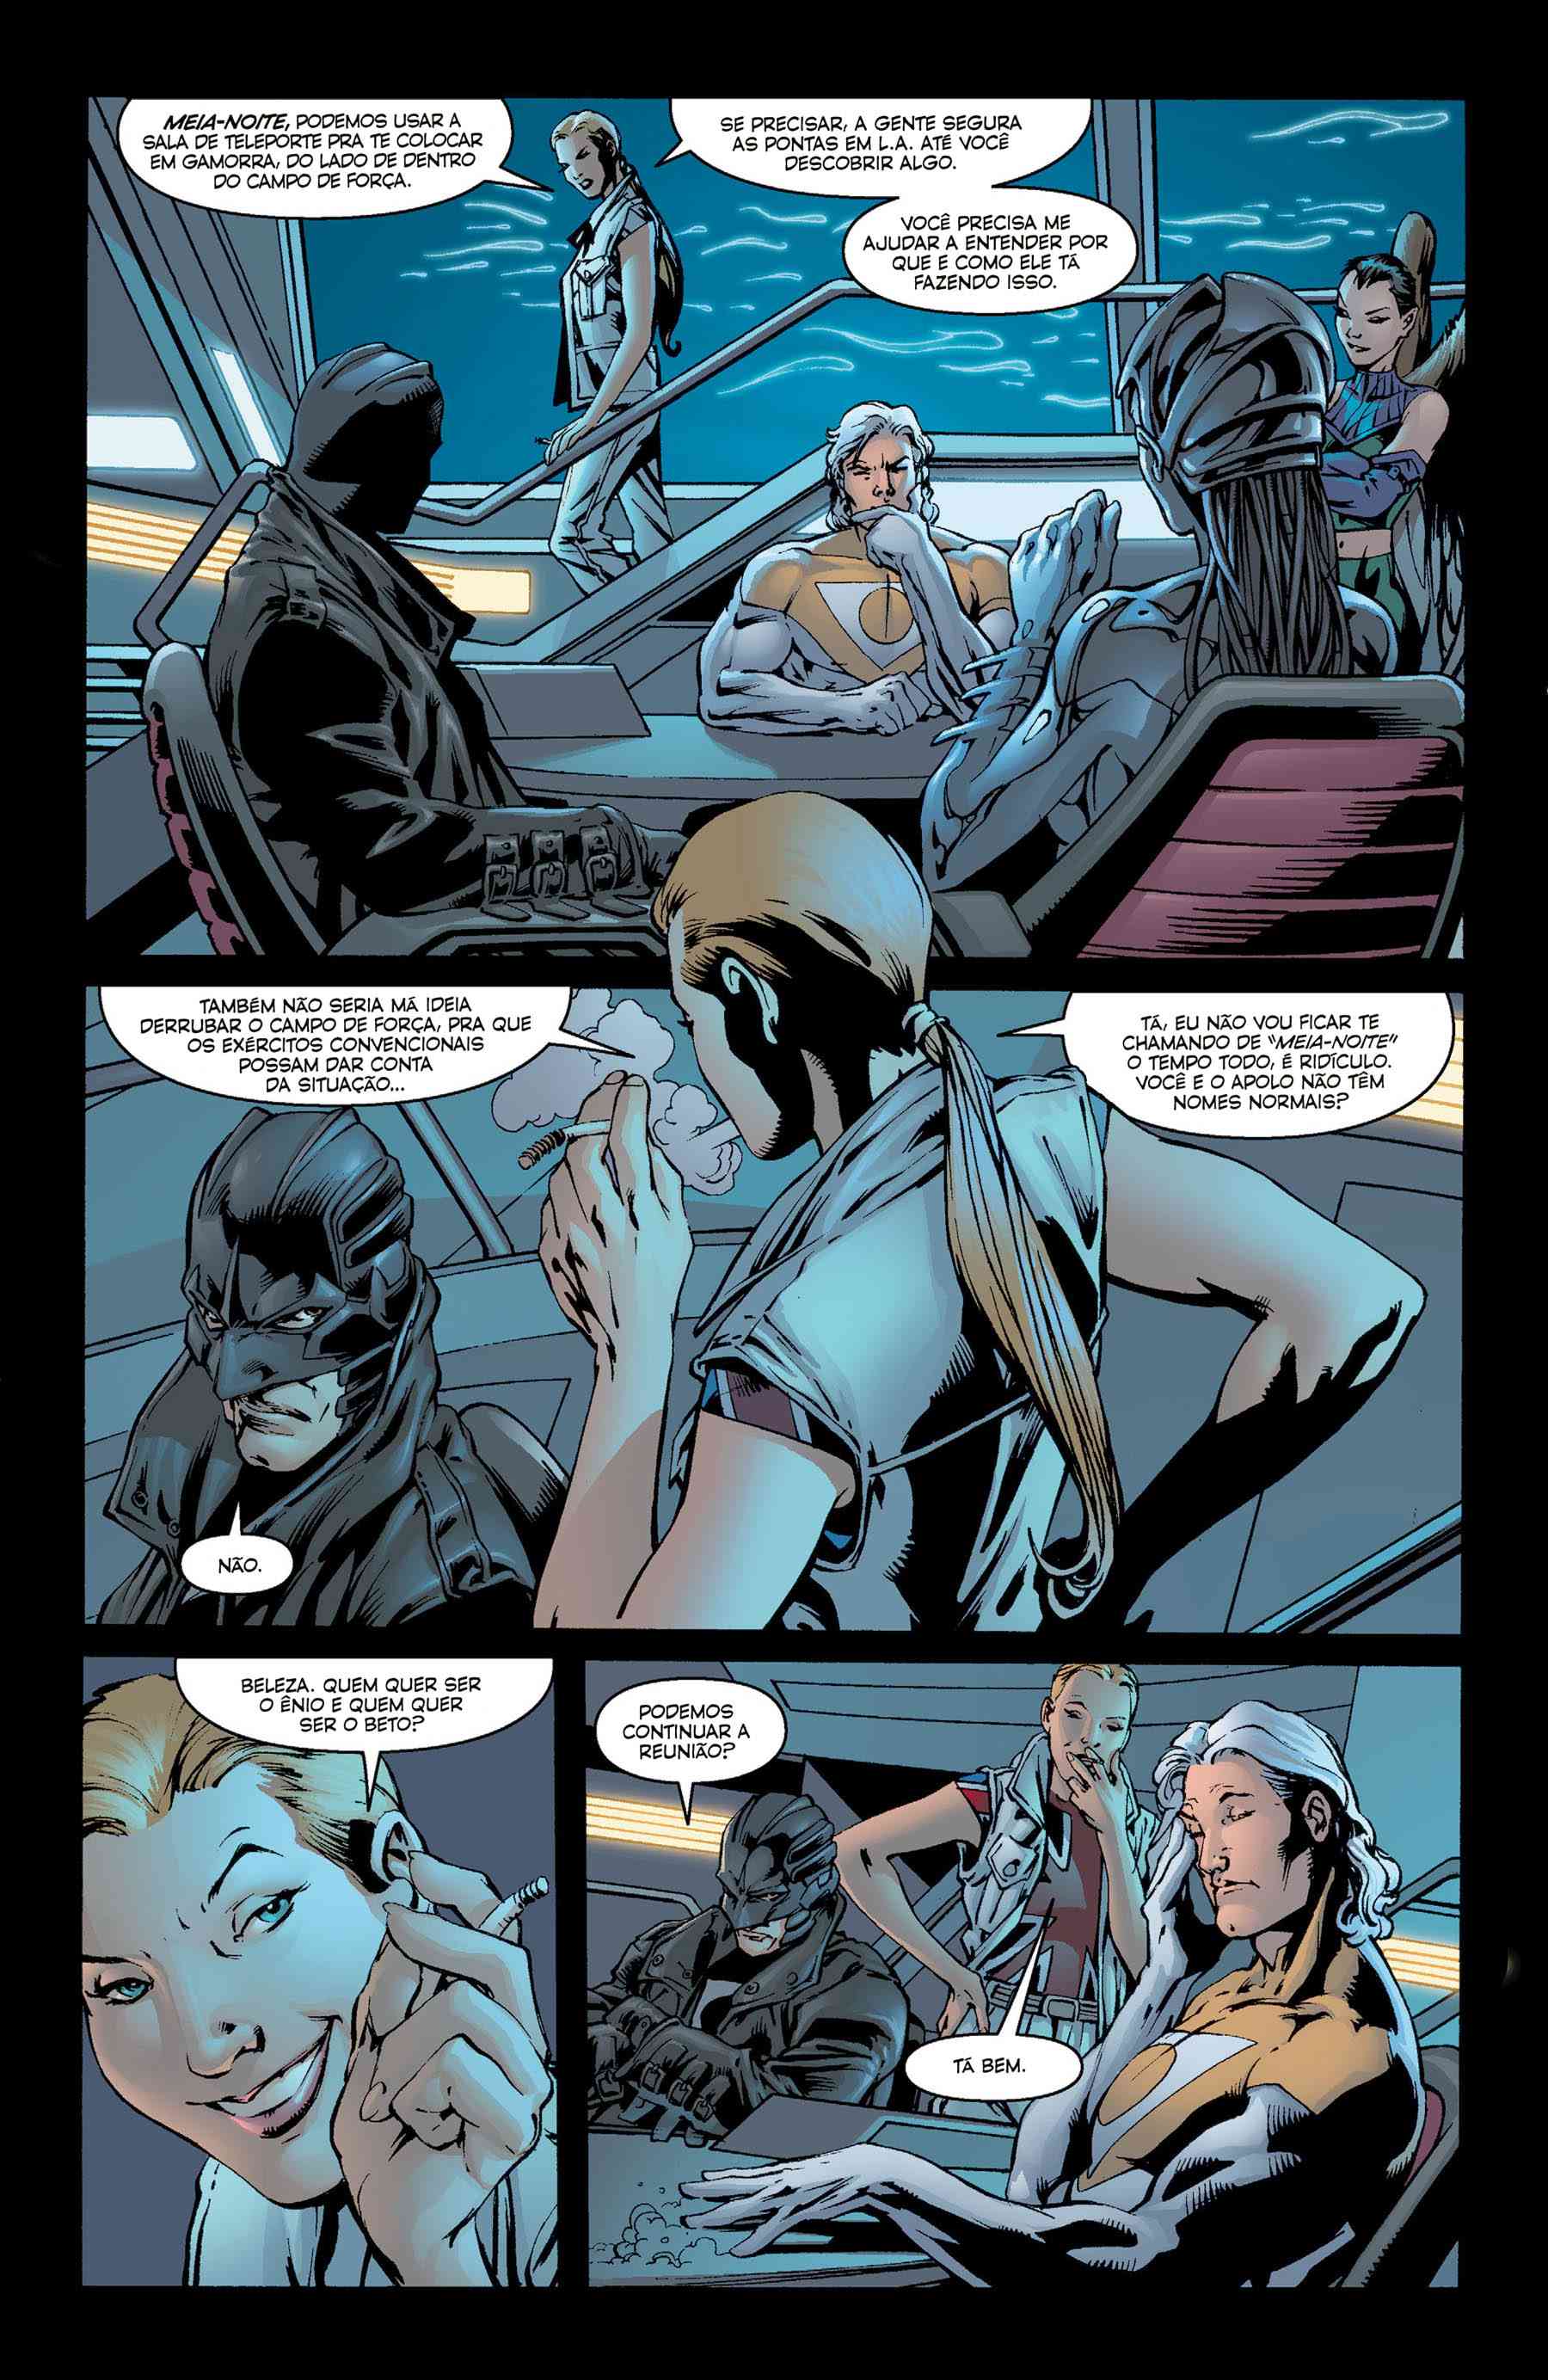 MEIA-NOITE, PODEMOS USAR A
SALA DE TELEPORTE PRA TE COLOCAR
EM GAMORRA, DO LADO DE DENTRO
DO CAMPO DE FORÇA.
SE PRECISAR, A GENTE SEGURA
AS PONTAS EM L.A. ATÉ VOCÊ
DESCOBRIR ALGO.
VOCÊ PRECISA ME
AJUDAR A ENTENDER POR
QUE E COMO ELE TÁ
FAZENDO ISSO.
TAMBÉM NÃO SERIA MÁ IDEIA
DERRUBAR O CAMPO DE FORÇA, PRA QUE
OS EXÉRCITOS CONVENCIONAIS
POSSAM DAR CONTA
DA SITUAÇÃO...
TÁ, EU NÃO VOU FICAR TE
CHAMANDO DE "MEIA-NOITE"
O TEMPO TODO, É RIDÍCULO.
VOCÊ E O APOLO NÃO TÊM
NOMES NORMAIS?
NÃO.
BELEZA. QUEM QUER SER
O ÊNIO E QUEM QUER
SER O BETO?
PODEMOS
CONTINUAR A
REUNIÃO?
TÁ BEM.